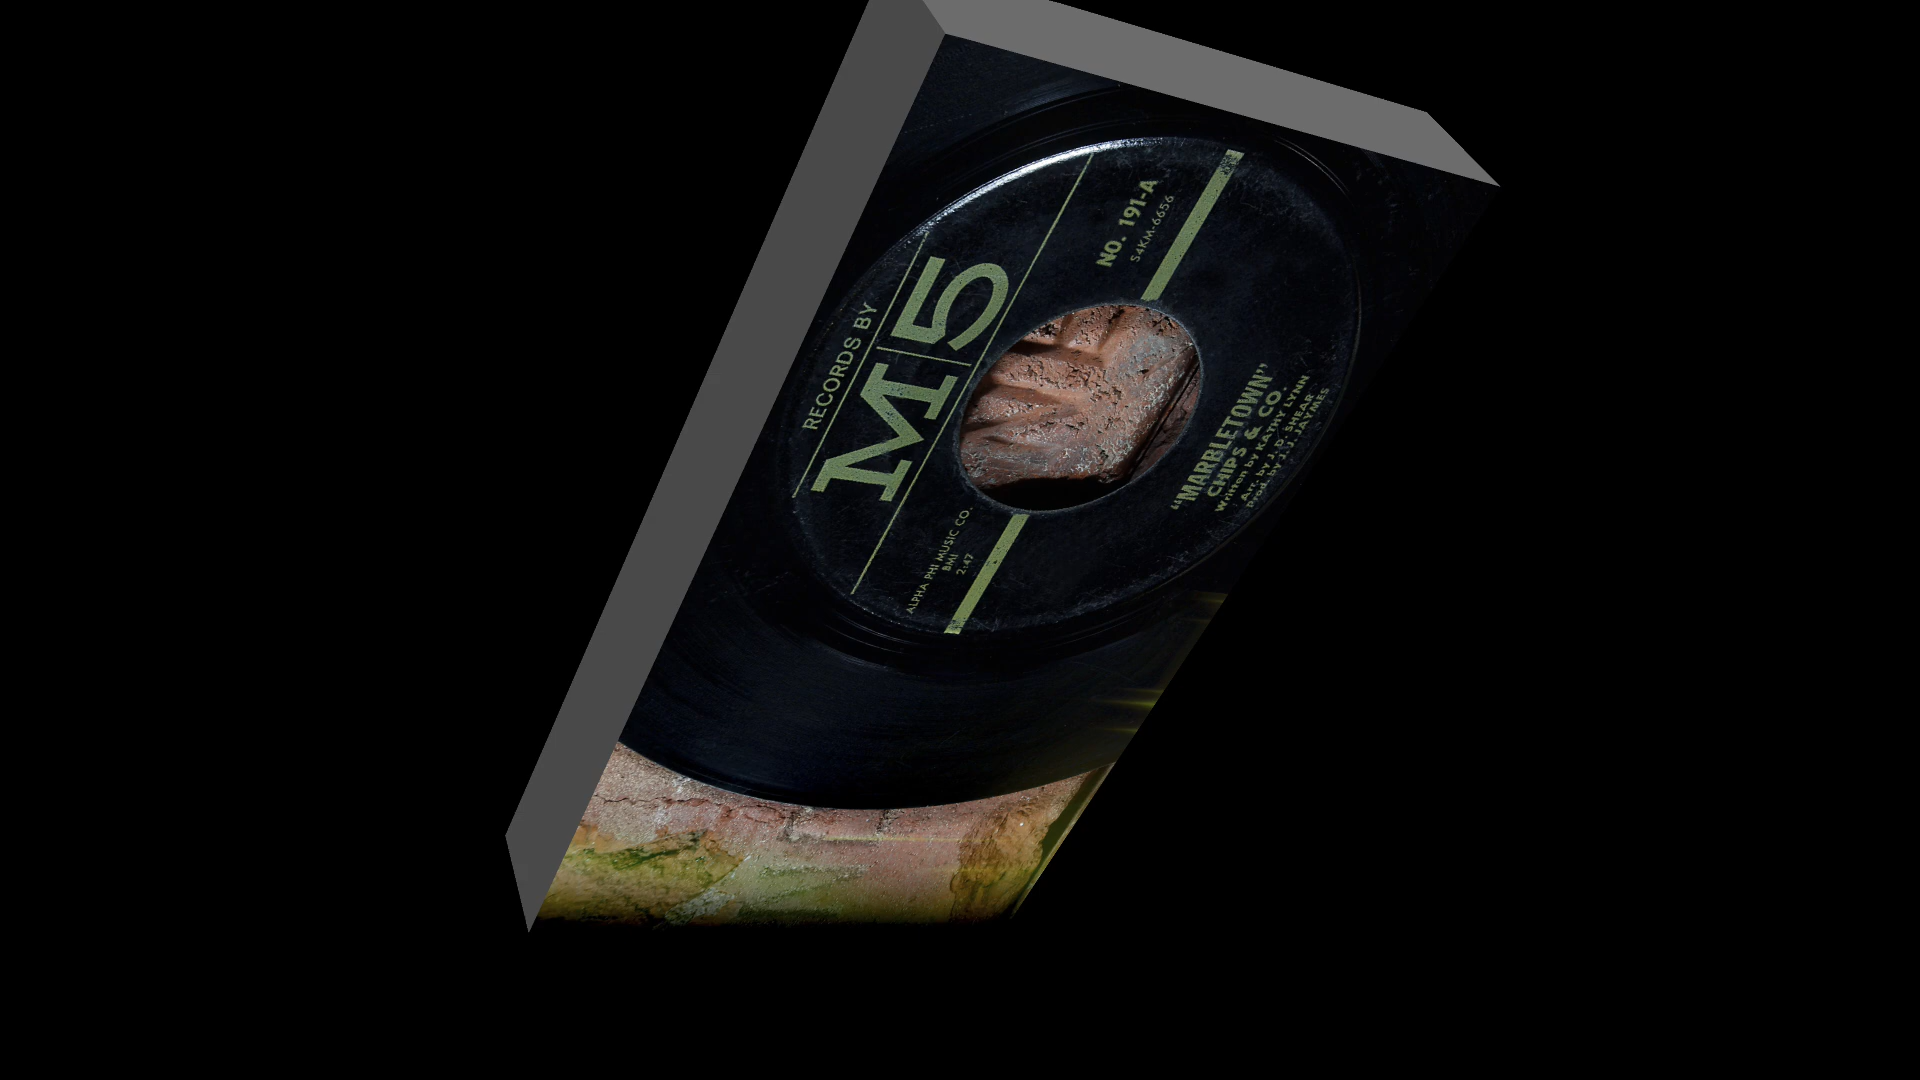 RECORDS BY
M5
ALPHA PHI MUSIC CO.
BMI
2:47
NO. 191-A
S4KM-6656
“MARBLETOWN”
CHIPS & CO.
Written by KATHY LYNN
Arr. by J. D. SHEAR
Prod. by J. J. JAYMES